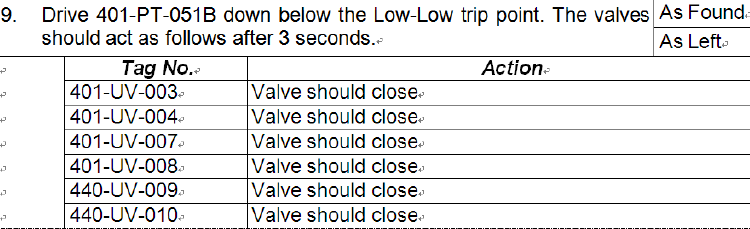 9. Drive 401-PT-051B down below the Low-Low trip point. The valves As Found
should act as follows after 3 seconds. As Left
Tag No. Action
401-UV-003 Valve should close
401-UV-004 Valve should close
401-UV-007 Valve should close
401-UV-008 Valve should close
440-UV-009 Valve should close
440-UV-010 Valve should close